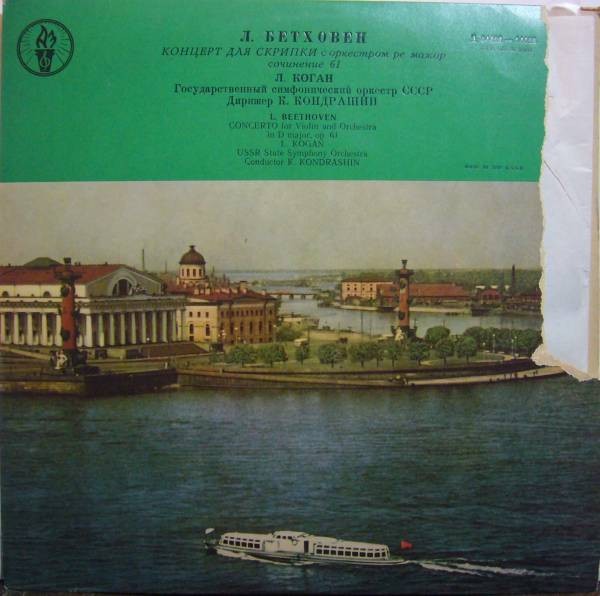 Л. БЕТХОВЕН
КОНЦЕРТ ДЛЯ СКРИПКИ с оркестром ре мажор
сочинение 61
Л. КОГАН
Государственный симфонический оркестр СССР
Дирижер К. КОНДРАШИН
L. BEETHOVEN
CONCERTO for Violin and Orchestra
in D major, op. 61
L. KOGAN
USSR State Symphony Orchestra
Conductor K. KONDRASHIN